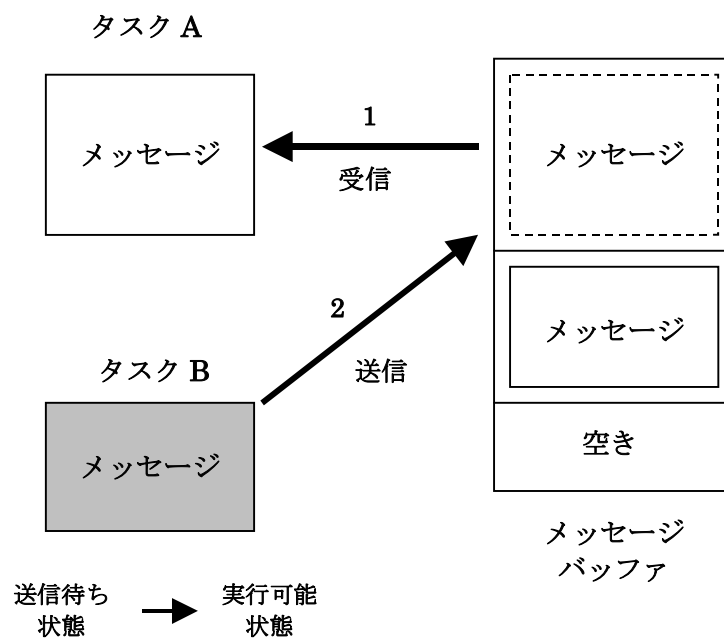 タスク A
メッセージ
1
受信
メッセージ
2
送信
メッセージ
タスク B
メッセージ
空き
メッセージ
バッファ
送信待ち
状態
実行可能
状態